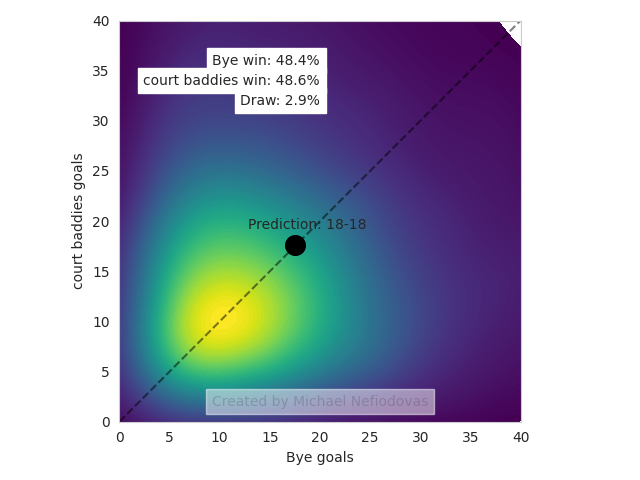 Bye win: 48.4%
court baddies win: 48.6%
Draw: 2.9%
Prediction: 18-18
Created by Michael Nefiodovas
court baddies goals
40
35
30
25
20
15
10
5
0
0 5 10 15 20 25 30 35 40
Bye goals